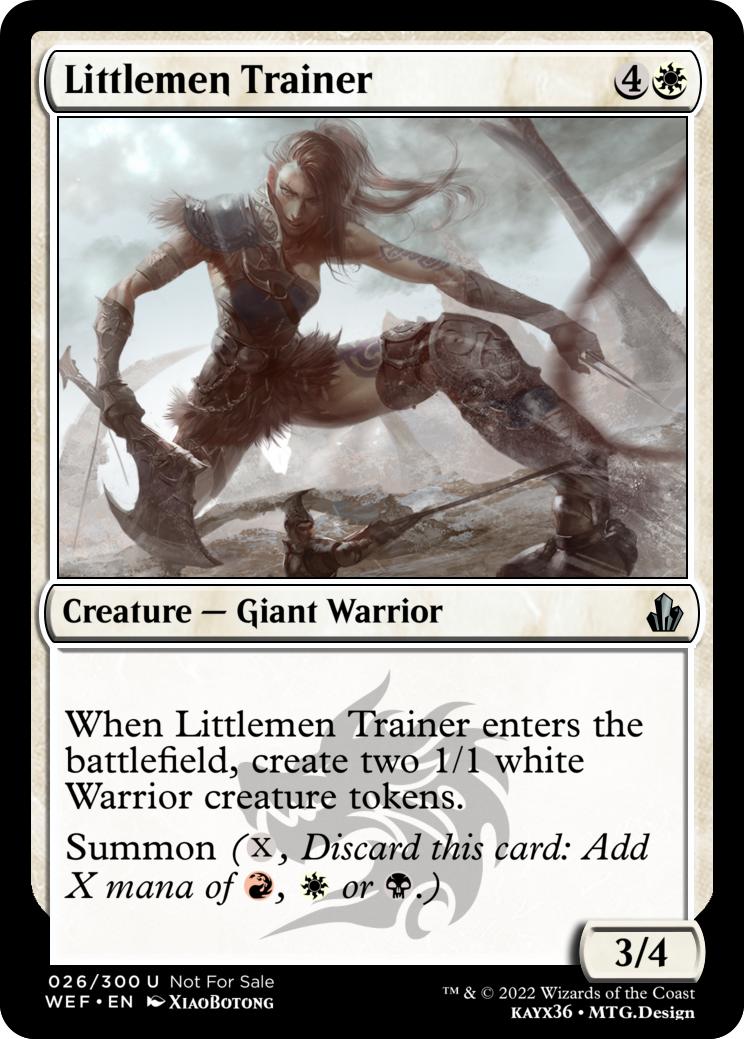 Littlemen Trainer 4
Creature — Giant Warrior
When Littlemen Trainer enters the
battlefield, create two 1/1 white
Warrior creature tokens.
Summon (X, Discard this card: Add
X mana of , or .)
3/4
026/300 U Not For Sale
WEF • EN XiaoBotong
™ & © 2022 Wizards of the Coast
KAYX36 • MTG.Design